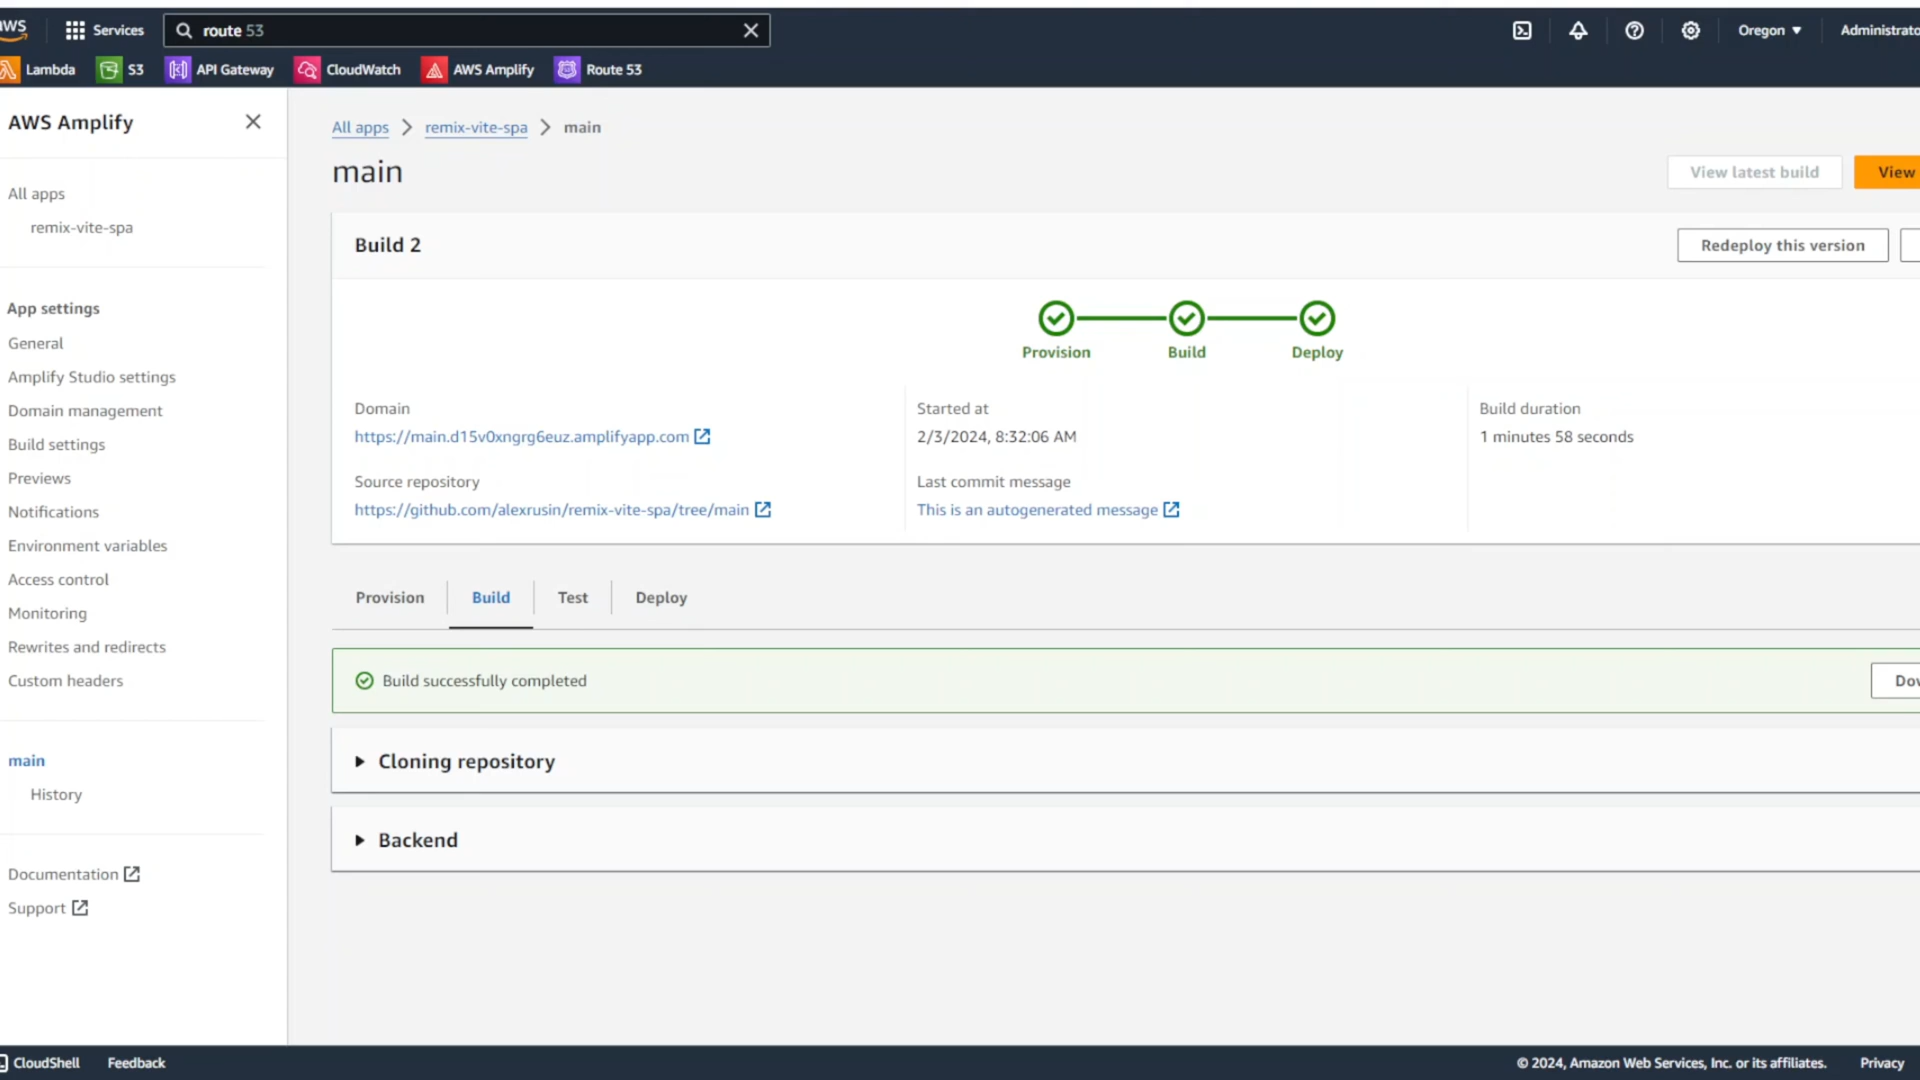 aws
Services
route 53
Oregon
Lambda
S3
API Gateway
CloudWatch
AWS Amplify
Route 53
AWS Amplify
All apps
remix-vite-spa
App settings
General
Amplify Studio settings
Domain management
Build settings
Previews
Notifications
Environment variables
Access control
Monitoring
Rewrites and redirects
Custom headers
main
History
Documentation
Support
All apps > remix-vite-spa > main
main
View latest build
View
Build 2
Redeploy this version
Provision
Build
Deploy
Domain
https://main.d15v0xngrg6euz.amplifyapp.com
Source repository
https://github.com/alexrusin/remix-vite-spa/tree/main
Started at
2/3/2024, 8:32:06 AM
Last commit message
This is an autogenerated message
Build duration
1 minutes 58 seconds
Provision
Build
Test
Deploy
Build successfully completed
Cloning repository
Backend
CloudShell
Feedback
© 2024, Amazon Web Services, Inc. or its affiliates.
Privacy